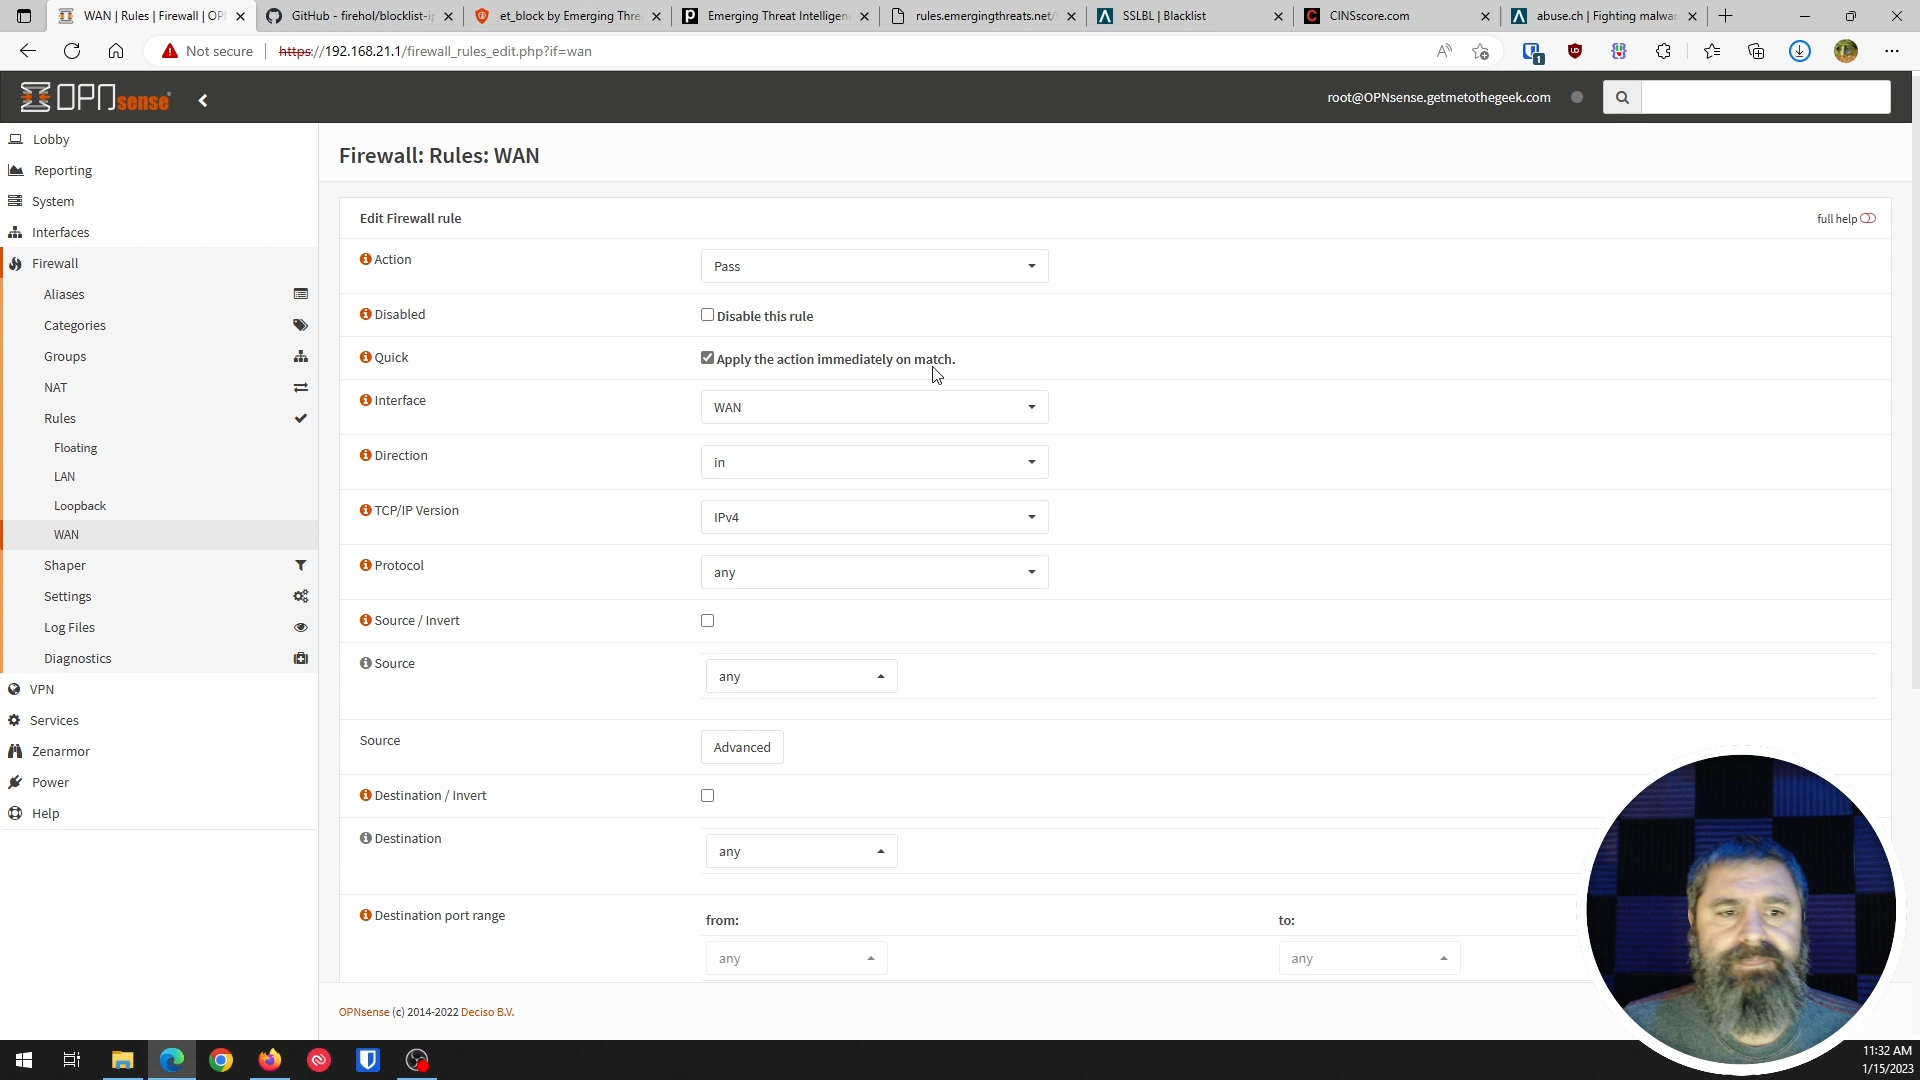 WAN | Rules | Firewall | OP
GitHub - firehol/blocklist-ip
et_block by Emerging Thre
Emerging Threat Intelligen
rules.emergingthreats.net/
SSLBL | Blacklist
CINSscore.com
abuse.ch | Fighting malwar
Not secure
https://192.168.21.1/firewall_rules_edit.php?if=wan
1
OPNsense
root@OPNsense.getmetothegeek.com
Lobby
Reporting
System
Interfaces
Firewall
Aliases
Categories
Groups
NAT
Rules
Floating
LAN
Loopback
WAN
Shaper
Settings
Log Files
Diagnostics
VPN
Services
Zenarmor
Power
Help
Firewall: Rules: WAN
Edit Firewall rule
full help
Action
Pass
Disabled
Disable this rule
Quick
Apply the action immediately on match.
Interface
WAN
Direction
in
TCP/IP Version
IPv4
Protocol
any
Source / Invert
Source
any
Source
Advanced
Destination / Invert
Destination
any
Destination port range
from:
to:
any
any
OPNsense (c) 2014-2022 Deciso B.V.
11:32 AM
1/15/2023